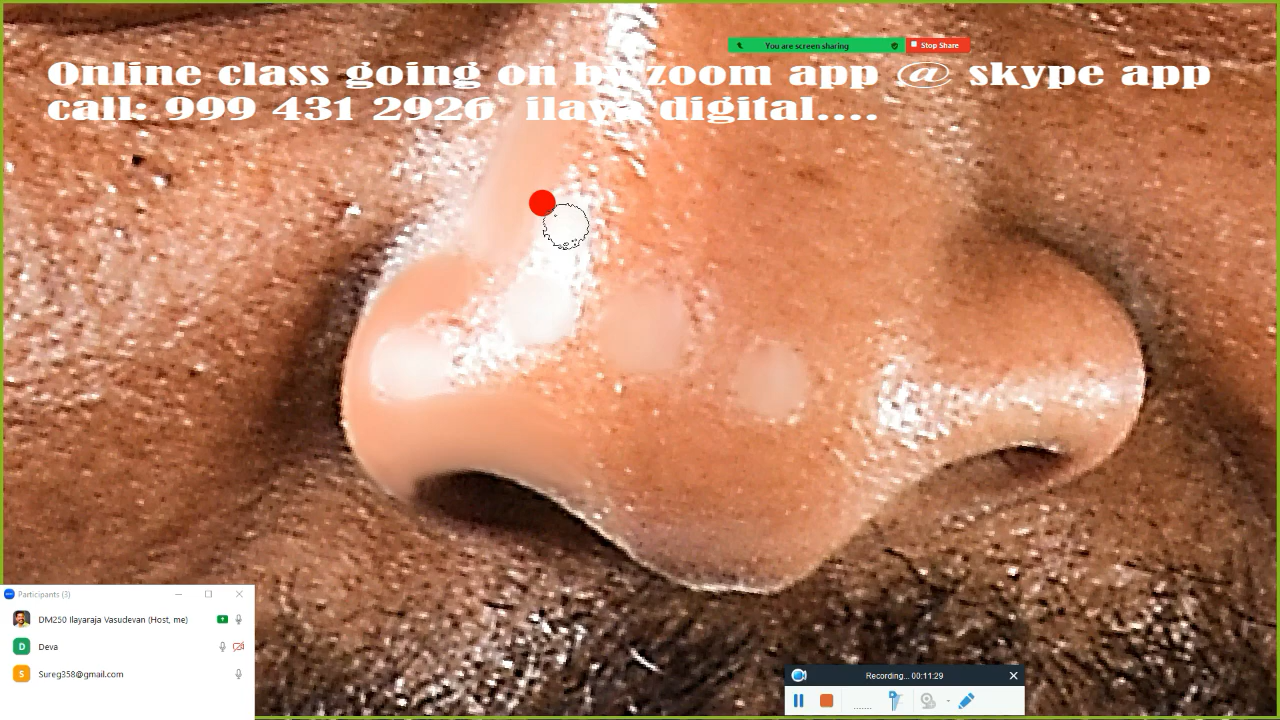 You are screen sharing
Stop Share
Online class going on by zoom app @ skype app
call: 999 431 2926 ilaya digital....
Participants (3)
DM250 Ilayaraja Vasudevan (Host, me)
D Deva
S Sureg358@gmail.com
Recording... 00:11:29